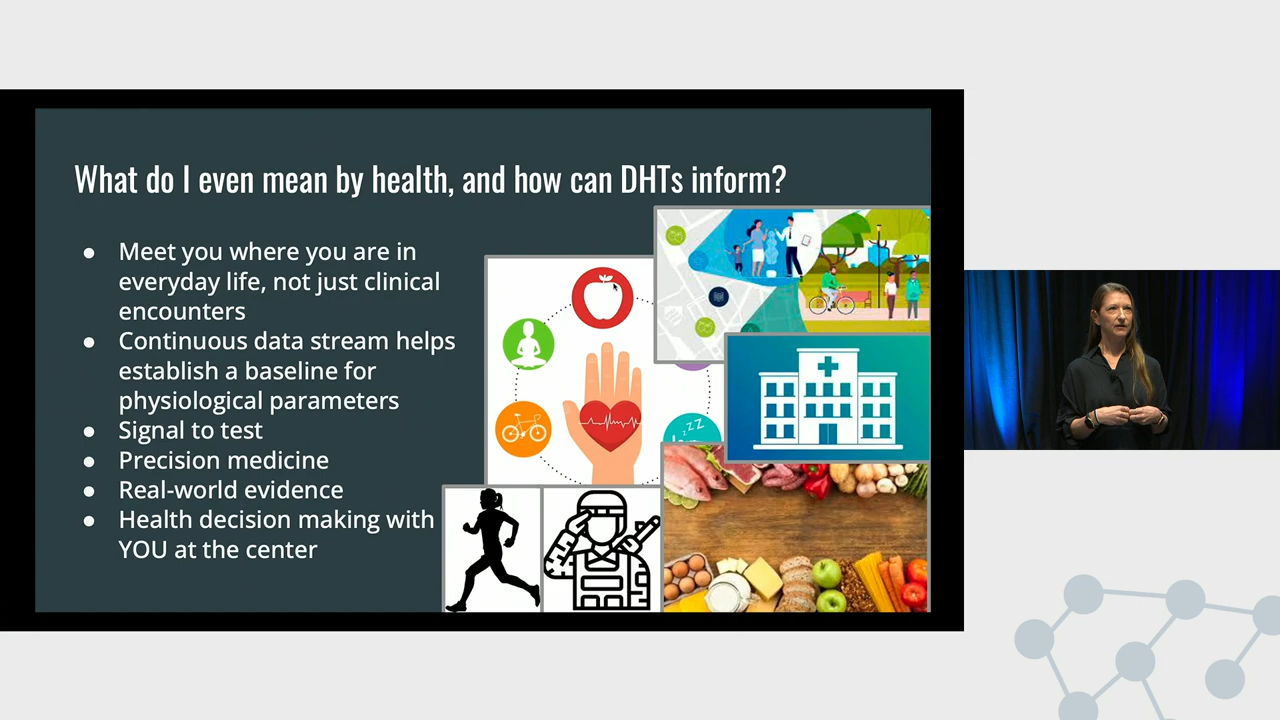 What do I even mean by health, and how can DHTs inform?
● Meet you where you are in
everyday life, not just clinical
encounters
● Continuous data stream helps
establish a baseline for
physiological parameters
● Signal to test
● Precision medicine
● Real-world evidence
● Health decision making with
YOU at the center
zzZ